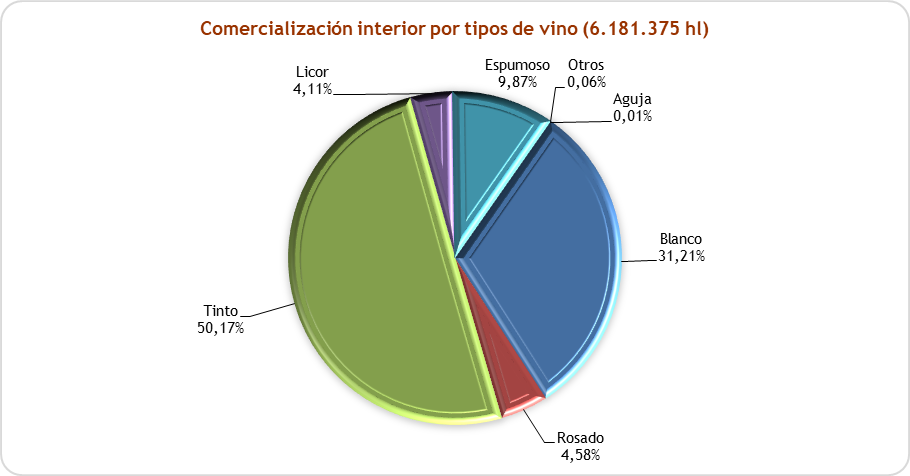 Comercialización interior por tipos de vino (6.181.375 hl)
Licor
4,11%
Espumoso
9,87%
Otros
0,06%
Aguja
0,01%
Blanco
31,21%
Tinto
50,17%
Rosado
4,58%